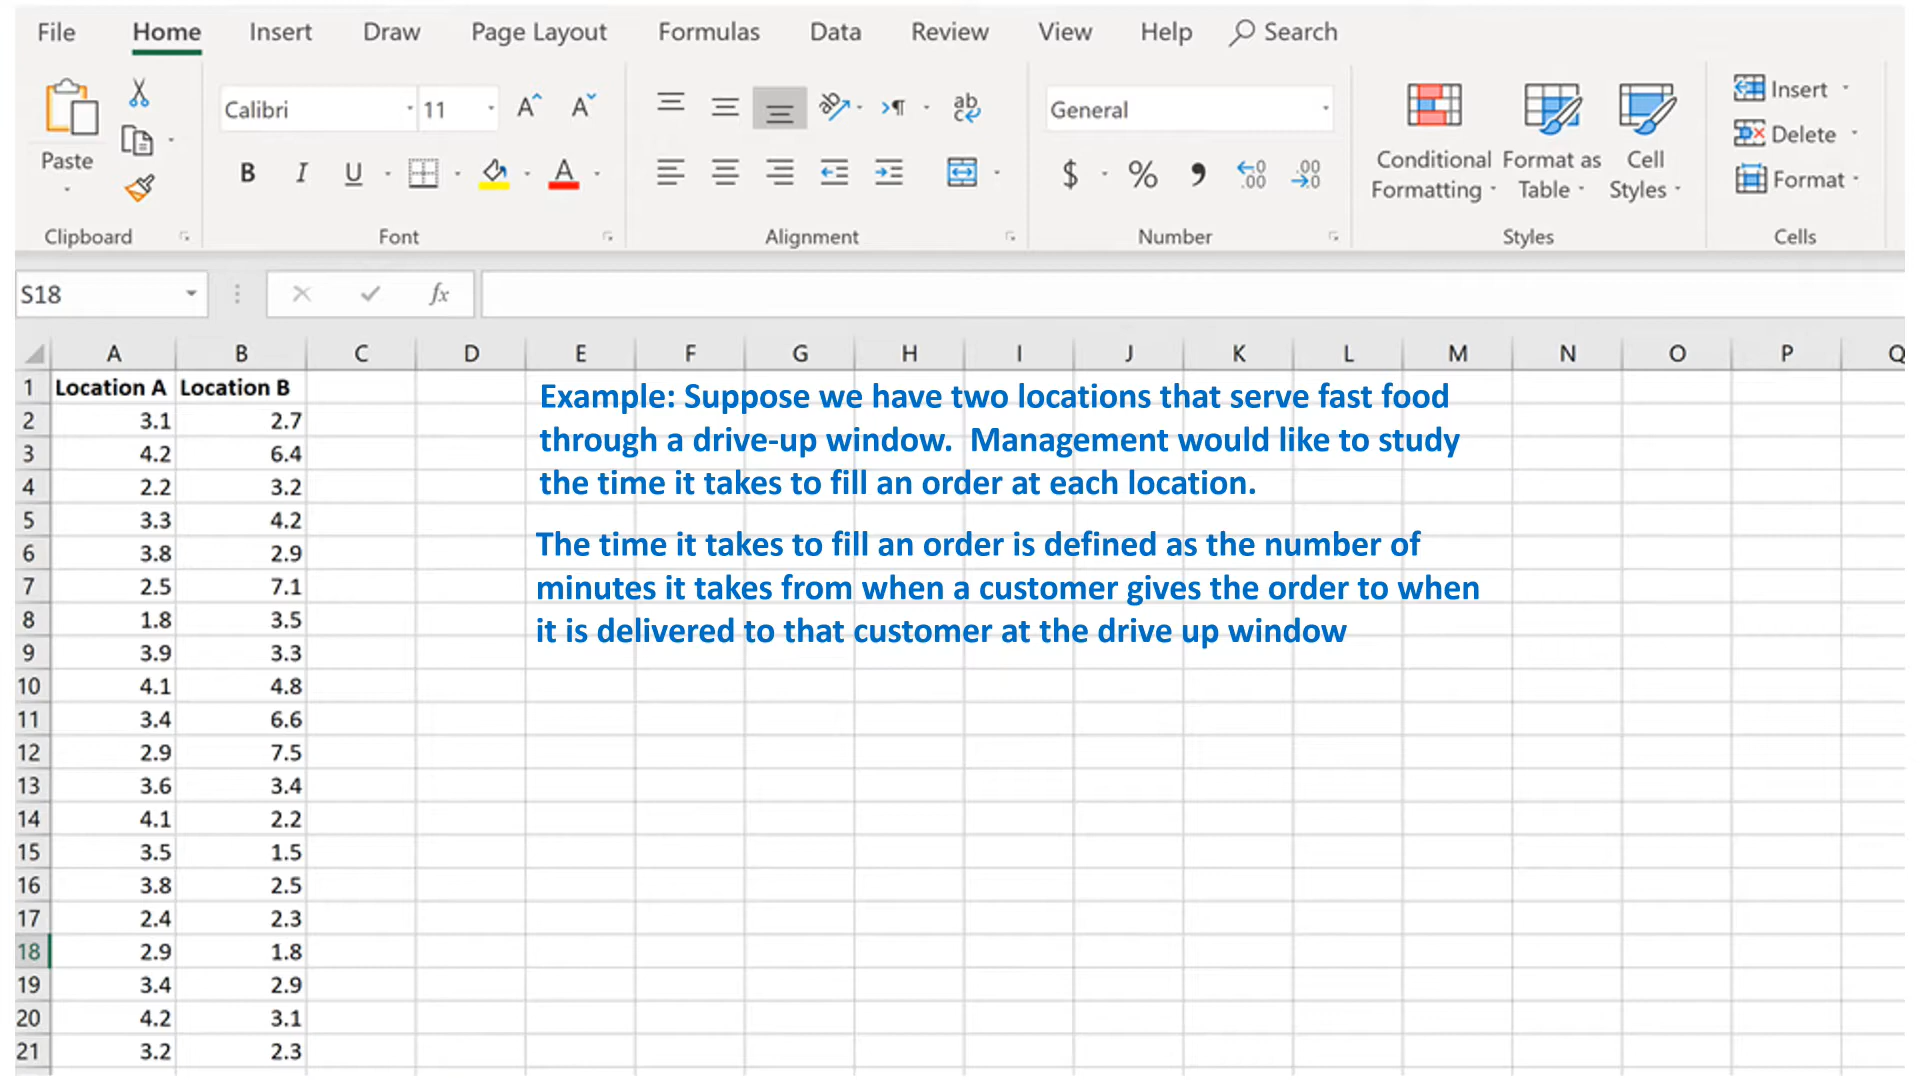 File Home Insert Draw Page Layout Formulas Data Review View Help Search
Calibri 11 A A ab c General Insert
Paste B I U A $ % 9 .00 .00 Conditional Format as Cell Delete
Formatting Table Styles Format
Clipboard Font Alignment Number Styles Cells
S18 fx
A B C D E F G H I J K L M N O P Q
1 Location A Location B
2 3.1 2.7
3 4.2 6.4
4 2.2 3.2
5 3.3 4.2
6 3.8 2.9
7 2.5 7.1
8 1.8 3.5
9 3.9 3.3
10 4.1 4.8
11 3.4 6.6
12 2.9 7.5
13 3.6 3.4
14 4.1 2.2
15 3.5 1.5
16 3.8 2.5
17 2.4 2.3
18 2.9 1.8
19 3.4 2.9
20 4.2 3.1
21 3.2 2.3
Example: Suppose we have two locations that serve fast food
through a drive-up window. Management would like to study
the time it takes to fill an order at each location.
The time it takes to fill an order is defined as the number of
minutes it takes from when a customer gives the order to when
it is delivered to that customer at the drive up window